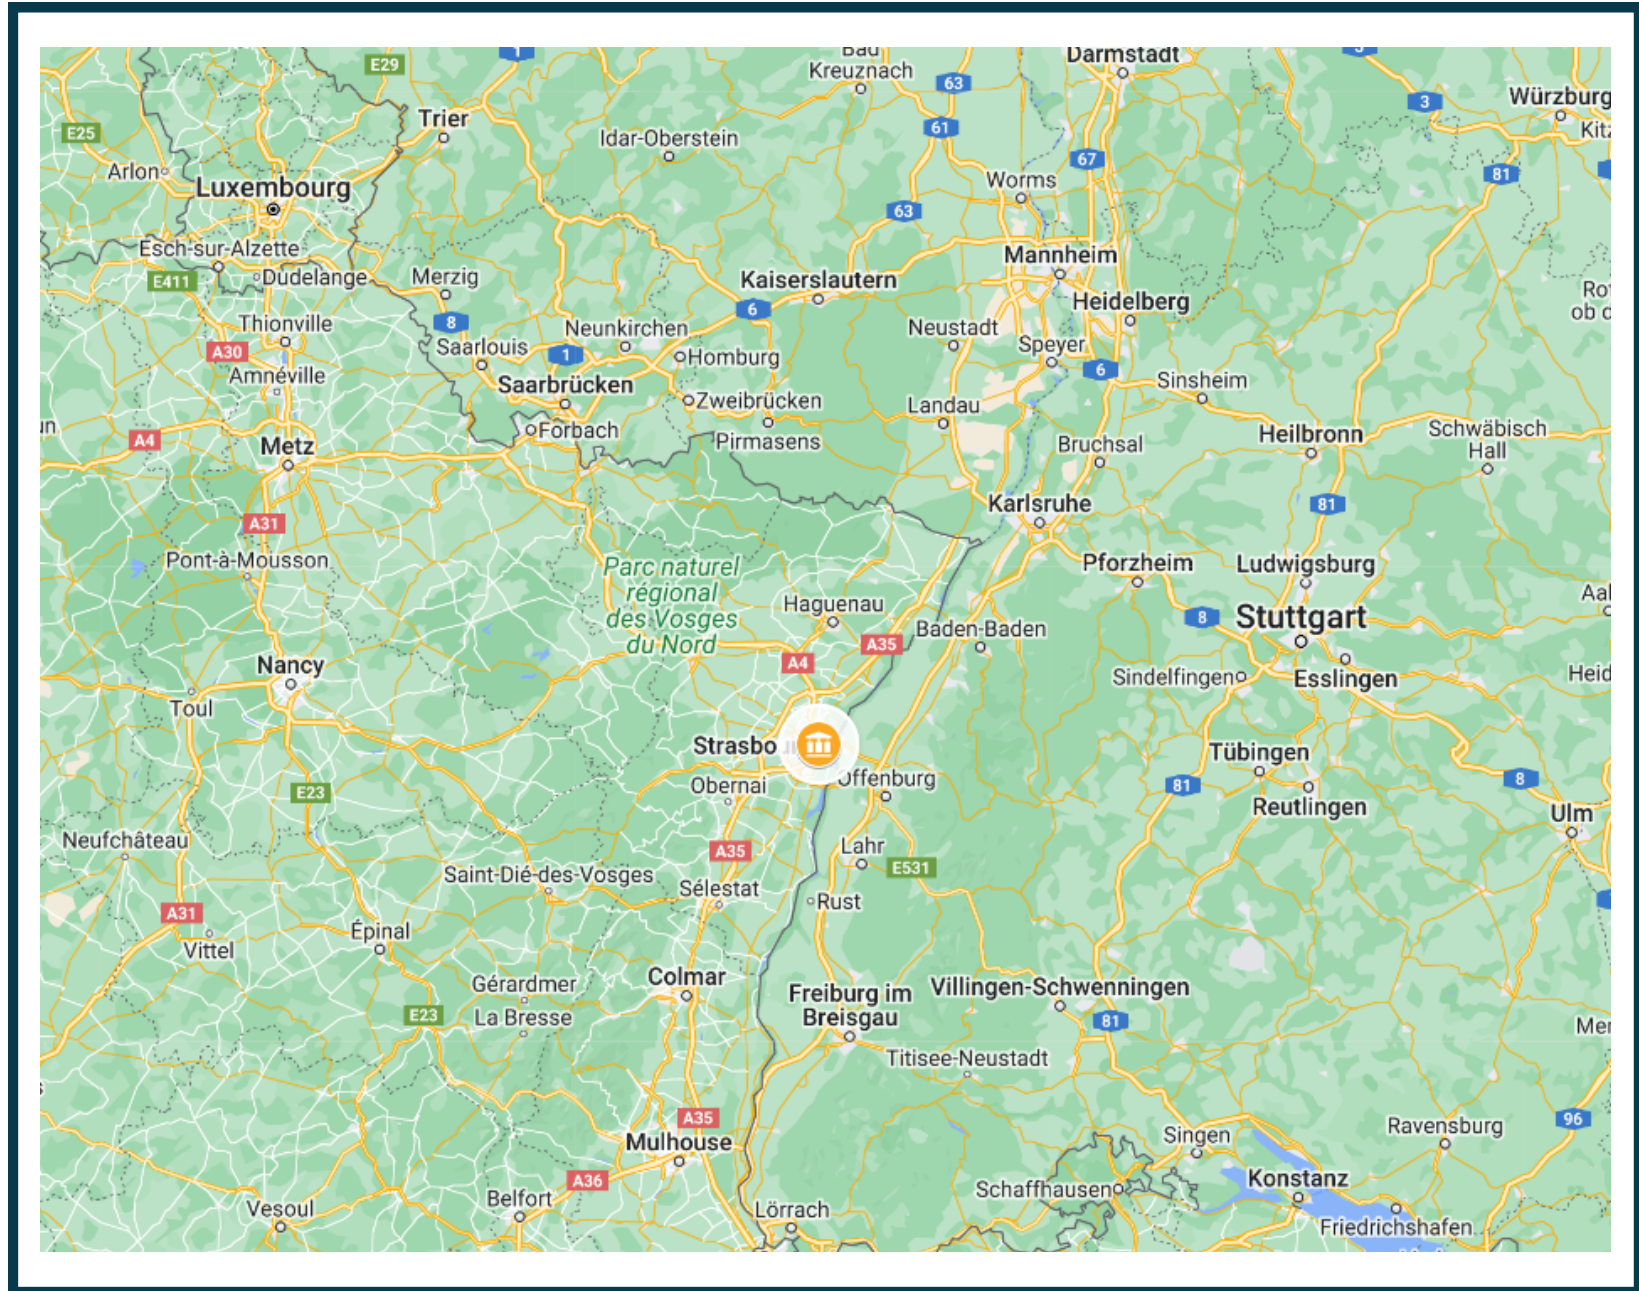 Bad
Kreuznach
Darmstadt
E29
1
63
3
3
Würzburg
Trier
E25
61
Idar-Oberstein
67
Arlon
Luxembourg
Worms
81
63
Esch-sur-Alzette
Mannheim
E411
Dudelange
Merzig
Kaiserslautern
6
Heidelberg
8
Thionville
Neunkirchen
Neustadt
A30
Saarlouis
1
Homburg
Speyer
6
Amnéville
Saarbrücken
Sinsheim
Zweibrücken
Landau
A4
Forbach
Pirmasens
Metz
Bruchsal
Heilbronn
Schwäbisch
Hall
Karlsruhe
81
A31
Pont-à-Mousson
Parc naturel
régional
des Vosges
du Nord
Pforzheim
Ludwigsburg
Haguenau
8
Stuttgart
Baden-Baden
A35
A4
Nancy
Sindelfingen
Esslingen
Toul
Strasbo
Tübingen
Obernai
Offenburg
81
8
E23
Reutlingen
Ulm
Neufchâteau
A35
Lahr
E531
Saint-Dié-des-Vosges
Sélestat
Rust
A31
Vittel
Épinal
Colmar
Gérardmer
Freiburg im
Breisgau
Villingen-Schwenningen
E23
La Bresse
81
Titisee-Neustadt
A35
96
Mulhouse
Singen
Ravensburg
A36
Konstanz
Schaffhausen
Belfort
Vesoul
Lörrach
Friedrichshafen